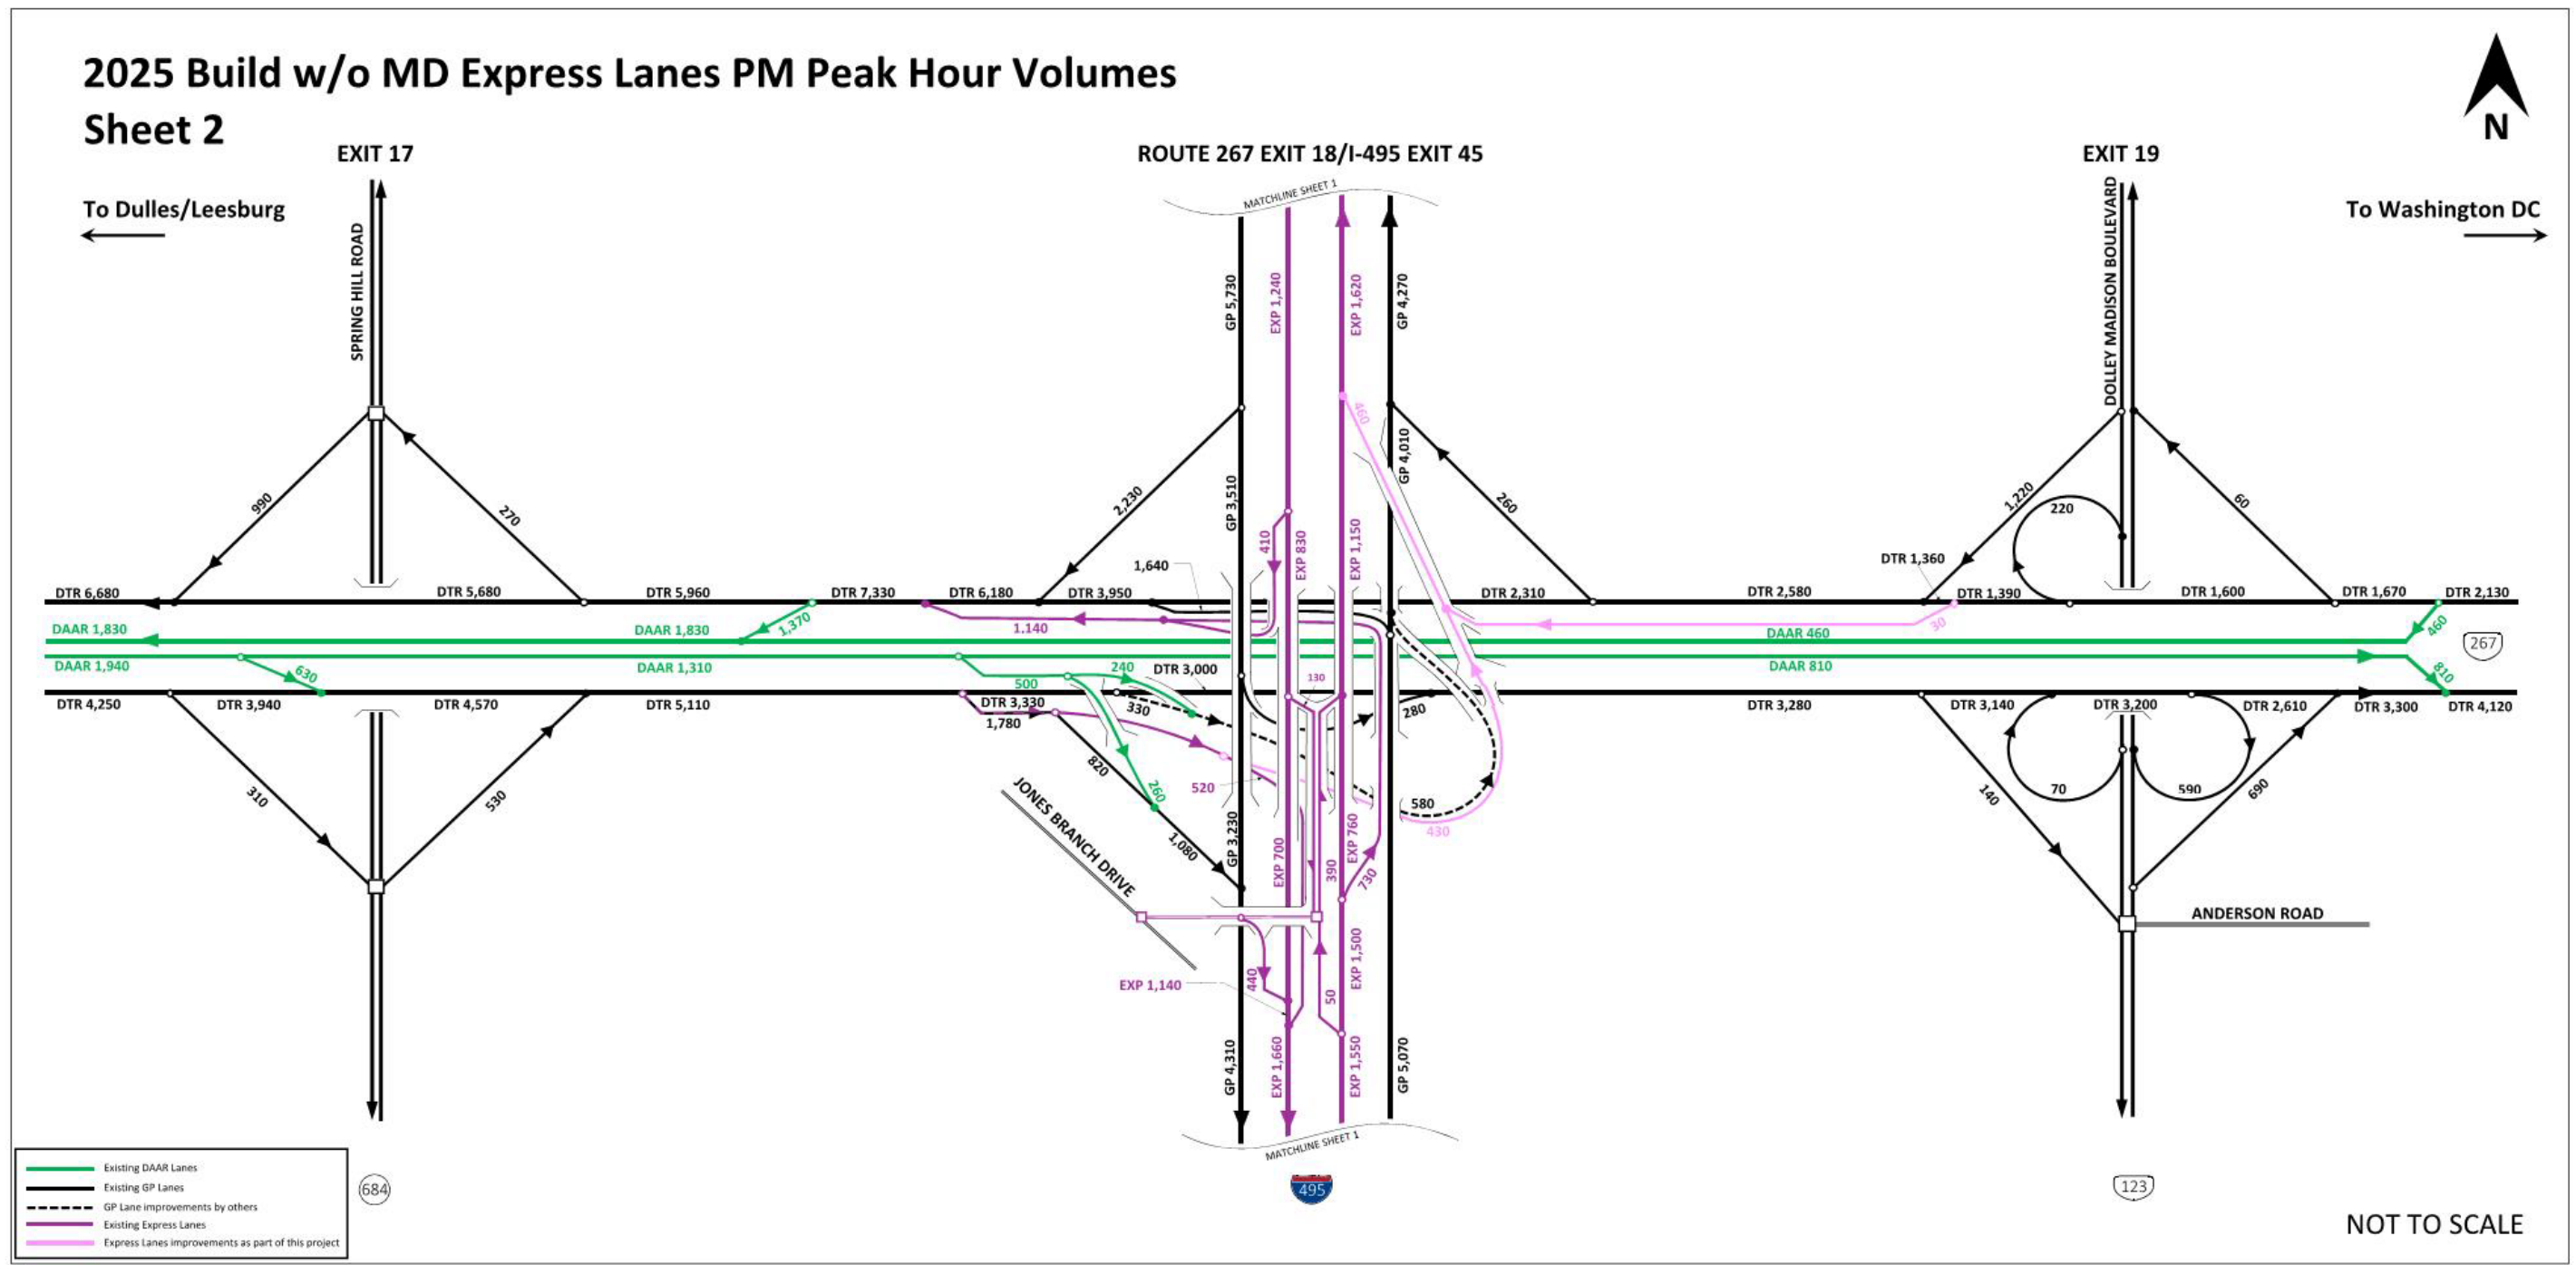 2025 Build w/o MD Express Lanes PM Peak Hour Volumes
Sheet 2
N
EXIT 17
ROUTE 267 EXIT 18/I-495 EXIT 45
EXIT 19
To Dulles/Leesburg
To Washington DC
MATCHLINE SHEET 1
SPRING HILL ROAD
DOLLEY MADISON BOULEVARD
GP 5,730
EXP 1,240
EXP 1,620
GP 4,270
460
GP 4,010
990
270
2,230
GP 3,510
410
EXP 830
EXP 1,150
260
1,220
220
60
1,640
DTR 1,360
DTR 6,680
DTR 5,680
DTR 5,960
DTR 7,330
DTR 6,180
DTR 3,950
DTR 2,310
DTR 2,580
DTR 1,390
DTR 1,600
DTR 1,670
DTR 2,130
DAAR 1,830
DAAR 1,830
1,370
1,140
30
DAAR 460
460
267
DAAR 1,940
630
DAAR 1,310
240
DTR 3,000
130
DAAR 810
810
500
DTR 4,250
DTR 3,940
DTR 4,570
DTR 5,110
DTR 3,330
1,780
330
280
DTR 3,280
DTR 3,140
DTR 3,200
DTR 2,610
DTR 3,300
DTR 4,120
310
530
820
260
520
580
430
140
70
590
690
JONES BRANCH DRIVE
1,080
GP 3,230
EXP 700
390
EXP 760
730
ANDERSON ROAD
EXP 1,140
440
50
EXP 1,500
GP 4,310
EXP 1,660
EXP 1,550
GP 5,070
MATCHLINE SHEET 1
Existing DAAR Lanes
Existing GP Lanes
GP Lane improvements by others
Existing Express Lanes
Express Lanes improvements as part of this project
684
495
123
NOT TO SCALE